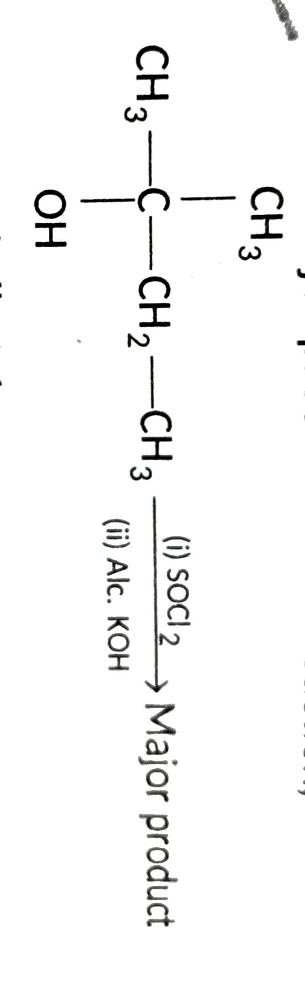 CH3
CH3—C—CH2—CH3 (i) SOCl2 (ii) Alc. KOH → Major product
OH